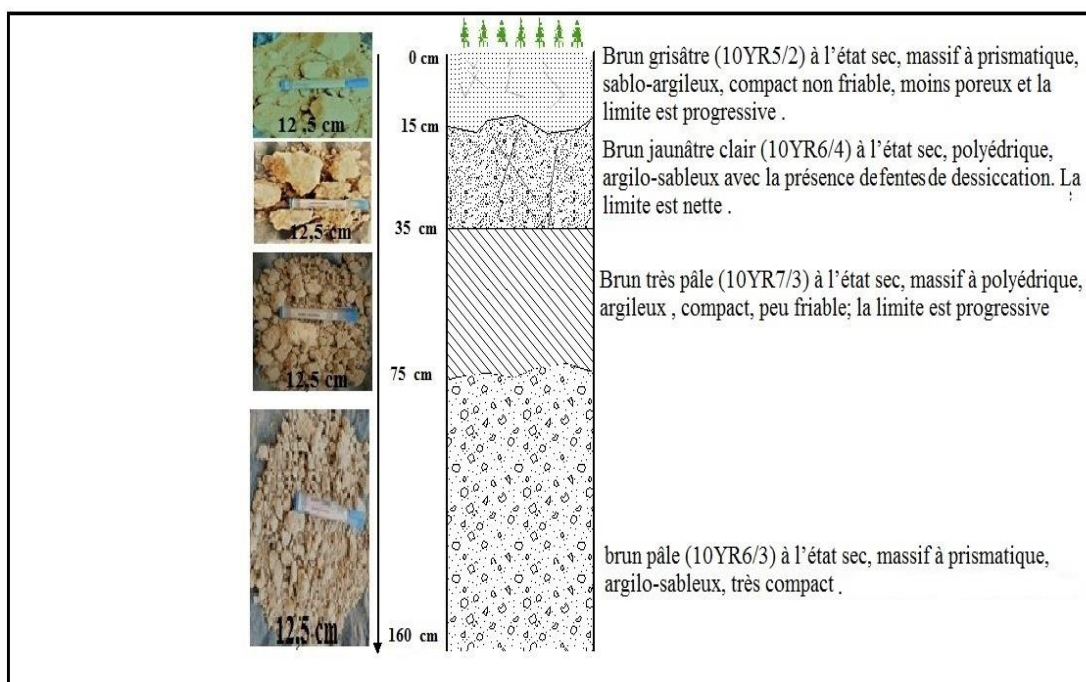 0 cm
Brun grisâtre (10YR5/2) à l’état sec, massif à prismatique,
sablo-argileux, compact non friable, moins poreux et la
limite est progressive .
12 ,5 cm
15 cm
Brun jaunâtre clair (10YR6/4) à l’état sec, polyédrique,
argilo-sableux avec la présence de fentes de dessiccation. La
limite est nette .
12,5 cm
35 cm
Brun très pâle (10YR7/3) à l’état sec, massif à polyédrique,
argileux , compact, peu friable; la limite est progressive
12,5 cm
75 cm
brun pâle (10YR6/3) à l’état sec, massif à prismatique,
argilo-sableux, très compact .
12,5 cm
160 cm